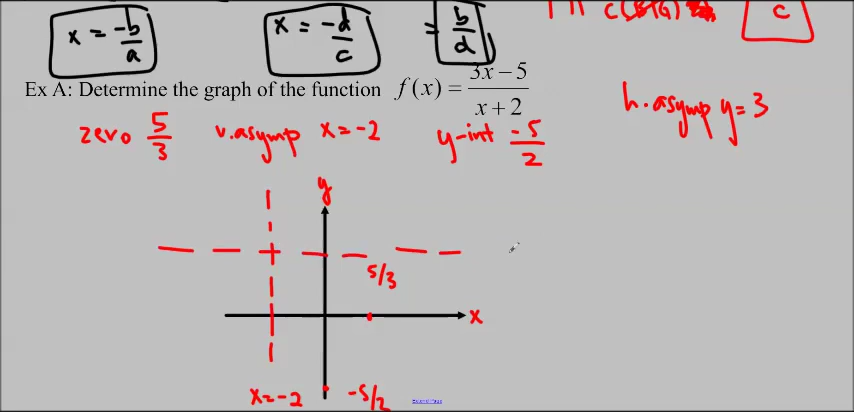 x = -b/a
x = -d/c
= b/d
c
Ex A: Determine the graph of the function f(x) = (3x − 5)/(x + 2)
zero 5/3 v.asymp x = -2 y-int -5/2 h.asymp y = 3
y
5/3
x
x = -2 -5/2